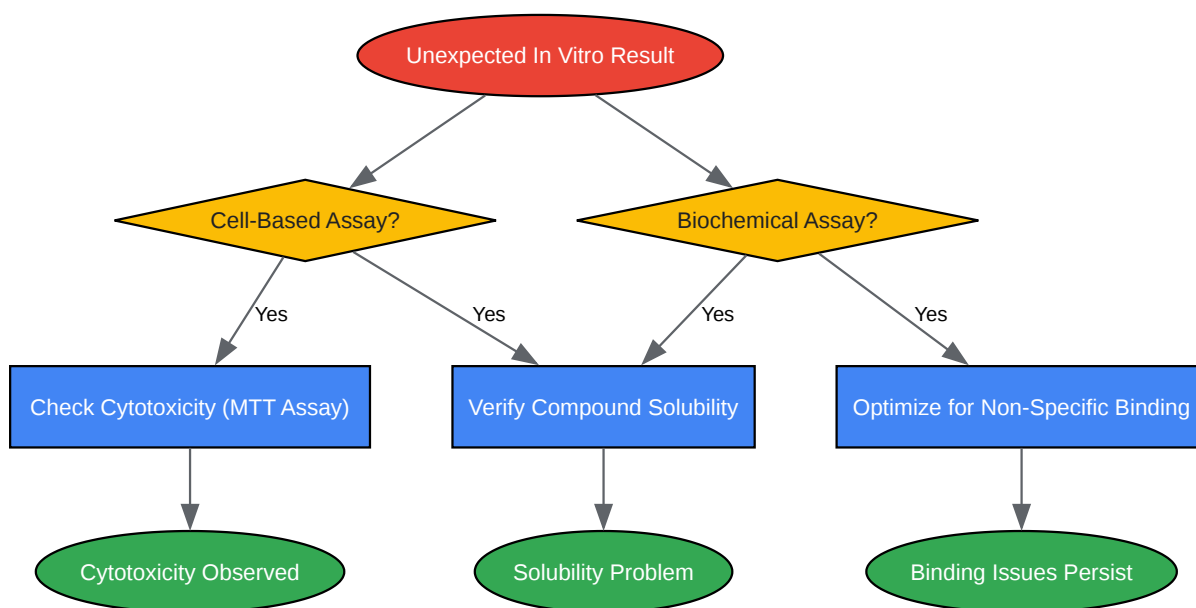 Unexpected In Vitro Result
Cell-Based Assay?
Biochemical Assay?
Yes
Yes
Yes
Yes
Check Cytotoxicity (MTT Assay)
Verify Compound Solubility
Optimize for Non-Specific Binding
Cytotoxicity Observed
Solubility Problem
Binding Issues Persist